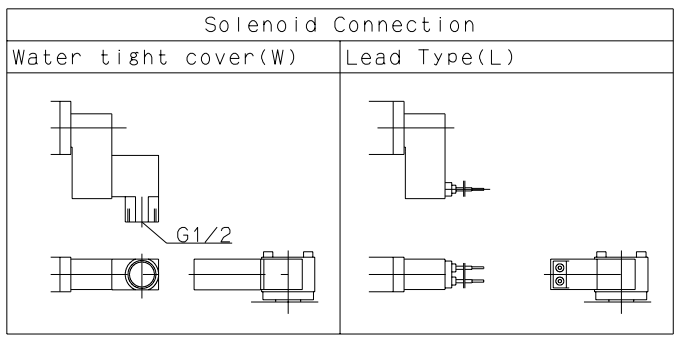 Solenoid Connection
Water tight cover(W)
Lead Type(L)
G1/2